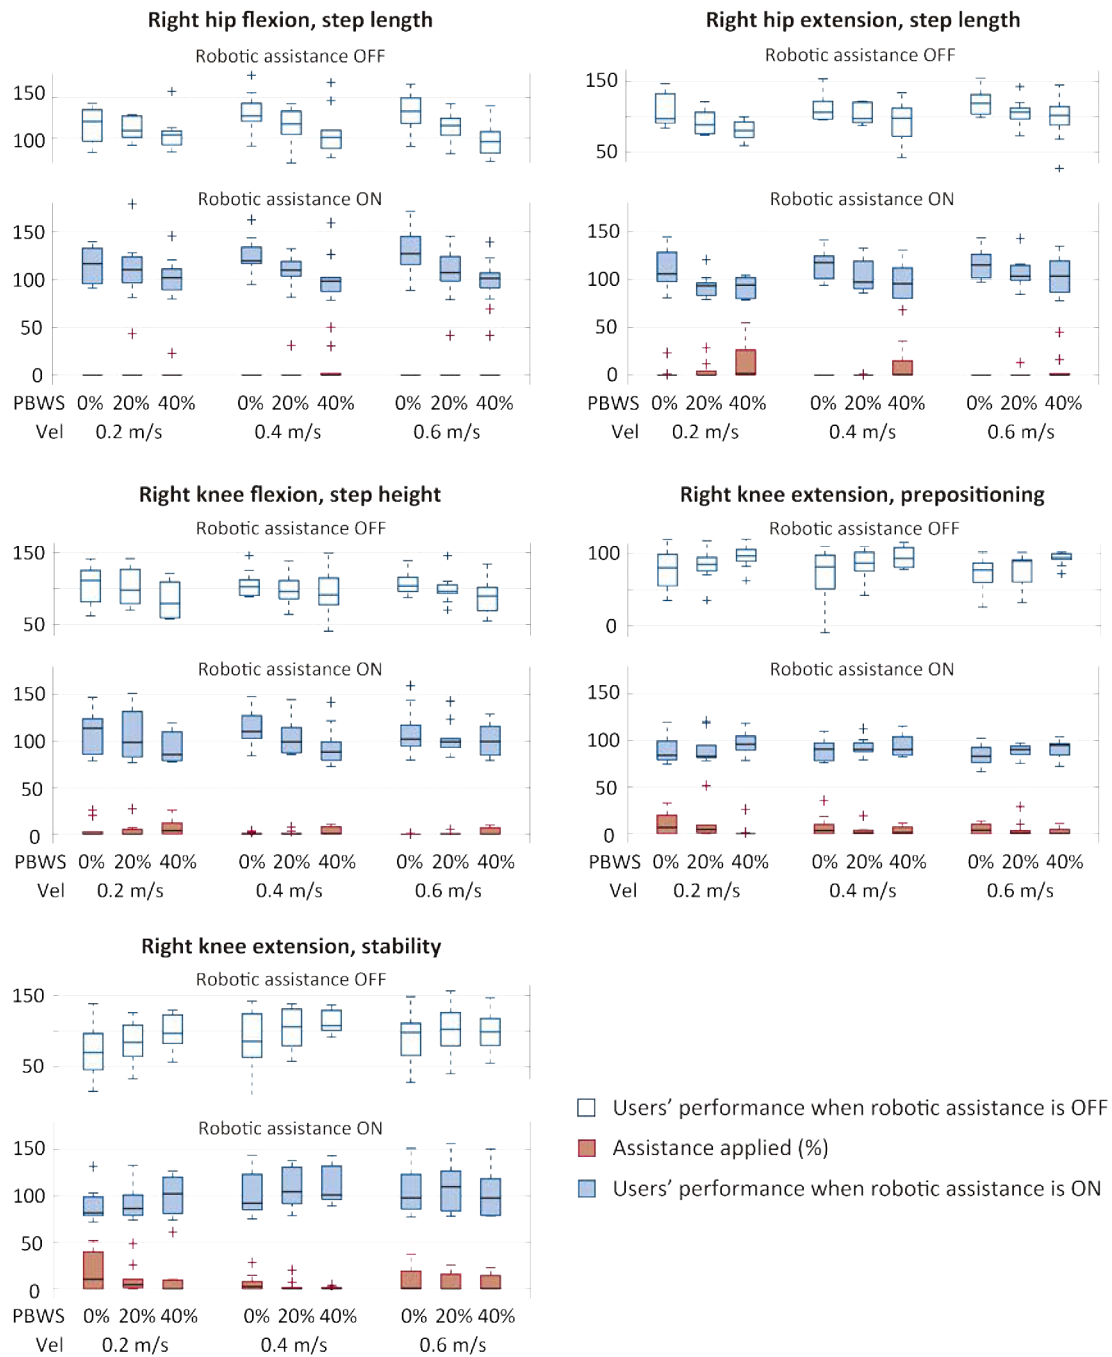 Right hip flexion, step length
Robotic assistance OFF
150
100
Robotic assistance ON
150
100
50
0
PBWS 0% 20% 40% 0% 20% 40% 0% 20% 40%
Vel 0.2 m/s 0.4 m/s 0.6 m/s
Right hip extension, step length
Robotic assistance OFF
150
50
Robotic assistance ON
150
100
50
0
PBWS 0% 20% 40% 0% 20% 40% 0% 20% 40%
Vel 0.2 m/s 0.4 m/s 0.6 m/s
Right knee flexion, step height
Robotic assistance OFF
150
50
Robotic assistance ON
150
100
50
0
PBWS 0% 20% 40% 0% 20% 40% 0% 20% 40%
Vel 0.2 m/s 0.4 m/s 0.6 m/s
Right knee extension, prepositioning
Robotic assistance OFF
100
0
Robotic assistance ON
150
100
50
0
PBWS 0% 20% 40% 0% 20% 40% 0% 20% 40%
Vel 0.2 m/s 0.4 m/s 0.6 m/s
Right knee extension, stability
Robotic assistance OFF
150
50
Robotic assistance ON
150
100
50
0
PBWS 0% 20% 40% 0% 20% 40% 0% 20% 40%
Vel 0.2 m/s 0.4 m/s 0.6 m/s
Users' performance when robotic assistance is OFF
Assistance applied (%)
Users' performance when robotic assistance is ON